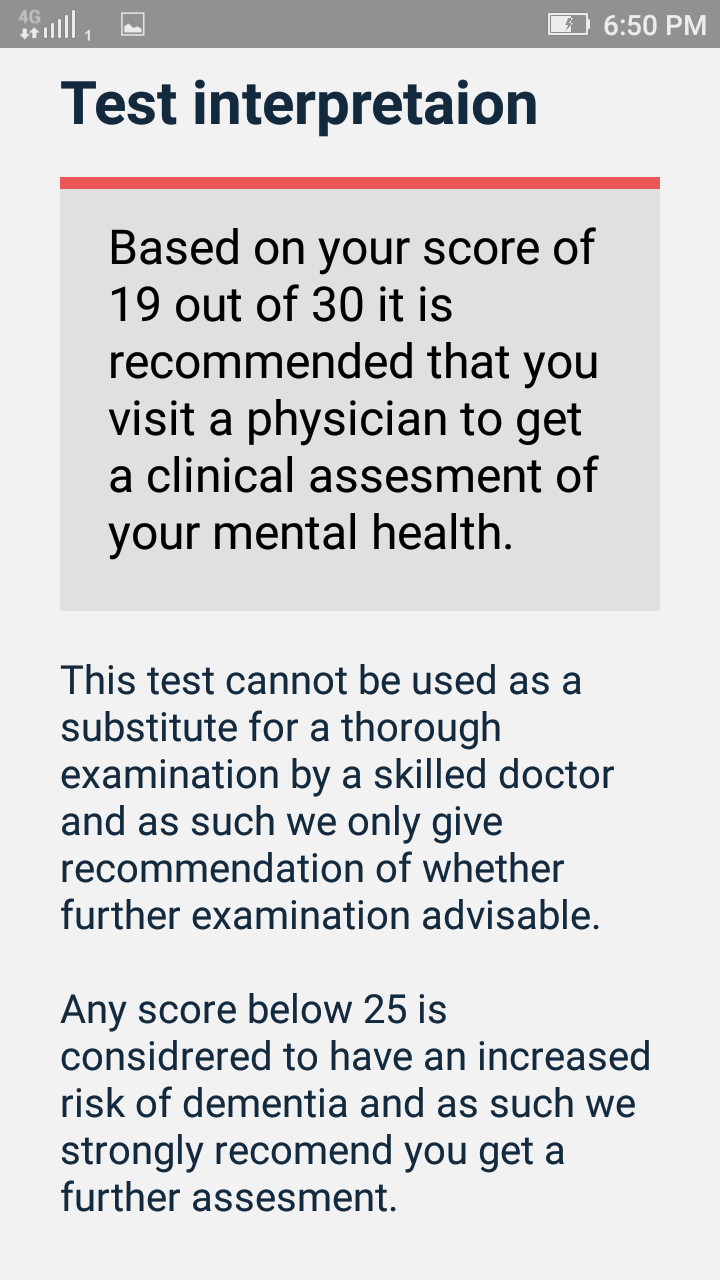 4G 1 6:50 PM
Test interpretaion
Based on your score of
19 out of 30 it is
recommended that you
visit a physician to get
a clinical assesment of
your mental health.
This test cannot be used as a
substitute for a thorough
examination by a skilled doctor
and as such we only give
recommendation of whether
further examination advisable.
Any score below 25 is
considrered to have an increased
risk of dementia and as such we
strongly recomend you get a
further assesment.